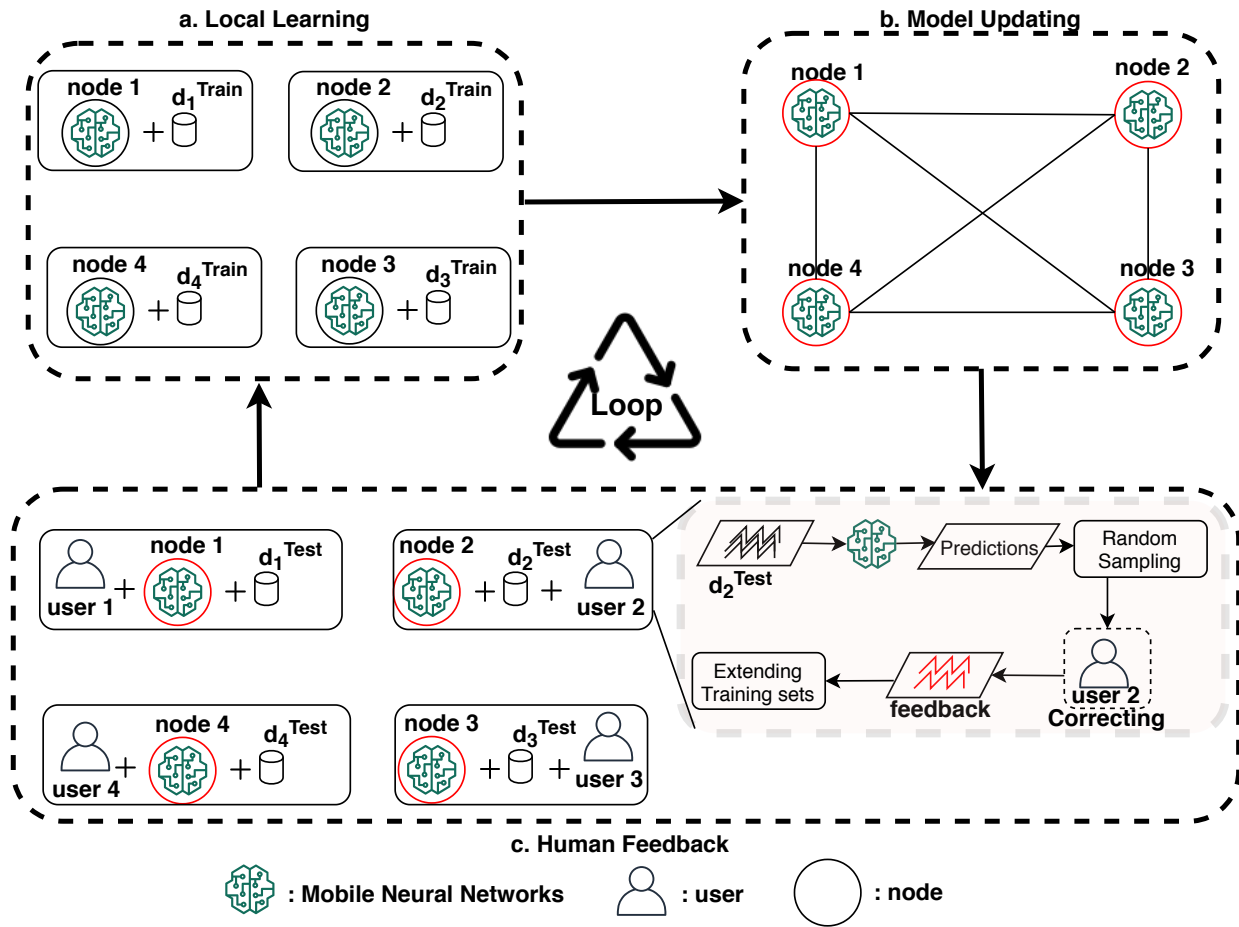 a. Local Learning
node 1
+ d₁ᵀʳᵃⁱⁿ
node 2
+ d₂ᵀʳᵃⁱⁿ
node 4
+ d₄ᵀʳᵃⁱⁿ
node 3
+ d₃ᵀʳᵃⁱⁿ
b. Model Updating
node 1
node 2
node 4
node 3
Loop
node 1
+ + d₁ᵀᵉˢᵗ
user 1
node 2
+ d₂ᵀᵉˢᵗ +
user 2
node 4
+ + d₄ᵀᵉˢᵗ
user 4
node 3
+ d₃ᵀᵉˢᵗ +
user 3
d₂ᵀᵉˢᵗ
Predictions
Random
Sampling
user 2
Correcting
feedback
Extending
Training sets
c. Human Feedback
: Mobile Neural Networks
: user
: node